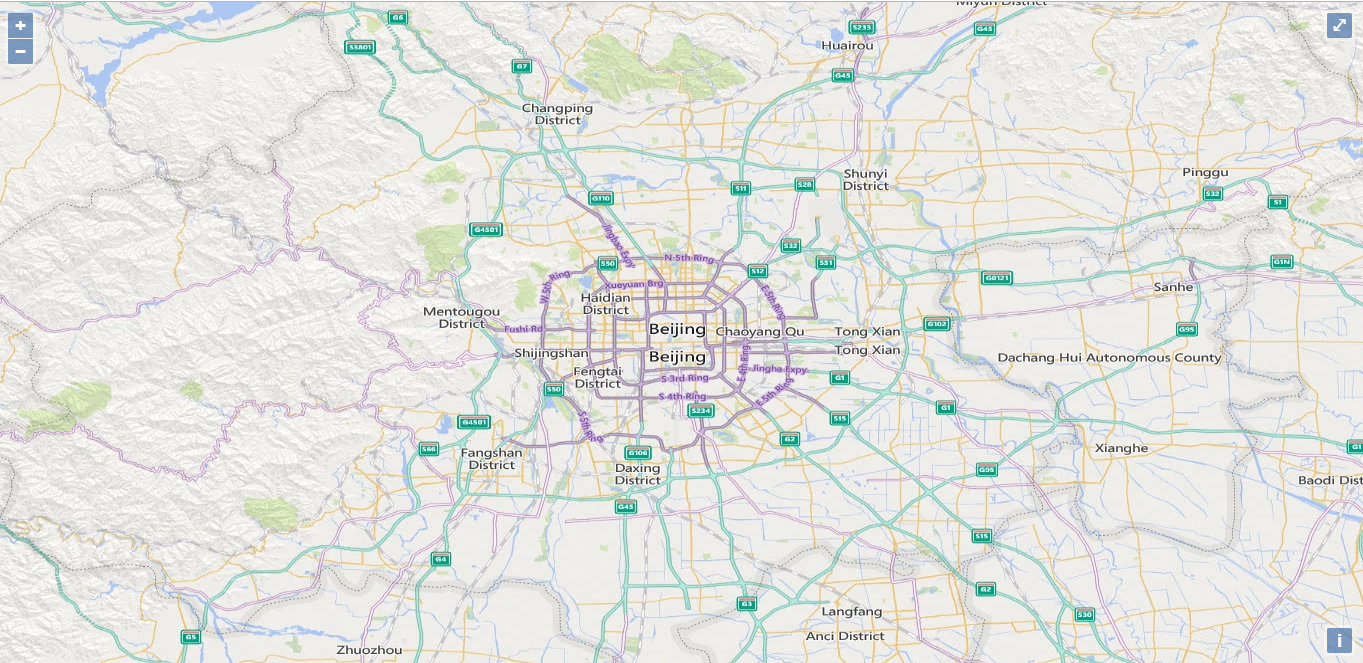 Miyun District
+
G6
S233
G45
−
S3801
Huairou
G7
G45
Changping
District
Pinggu
Shunyi
District
S11
S28
S32
G110
S1
G4501
Jingbao Expy
S32
N 5th Ring
S50
S51
G1N
S12
W 5th Ring
G0121
Xueyuan Brg
Sanhe
Haidian
District
E 5th Ring
Mentougou
District
G102
Fushi Rd
Beijing
Chaoyang Qu
Tong Xian
G95
Shijingshan
Beijing
Tong Xian
Dachang Hui Autonomous County
E 4th Ring
Fengtai
District
Jingha Expy
S 3rd Ring
G1
S50
E 5th Ring
S 4th Ring
G1
S234
S15
G4501
S 5th Ring
G2
S66
Xianghe
G1
Fangshan
District
G106
Daxing
District
G95
Baodi Dist
G45
S15
G4
G2
G3
Langfang
S30
Anci District
G5
Zhuozhou
i